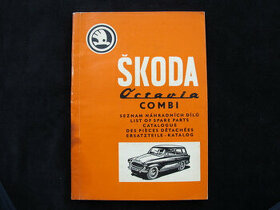 ŠKODA
Octavia
COMBI
SEZNAM NÁHRADNÍCH DÍLŮ
LIST OF SPARE PARTS
CATALOGUE
DES PIÈCES DÉTACHÉES
ERSATZTEILE - KATALOG